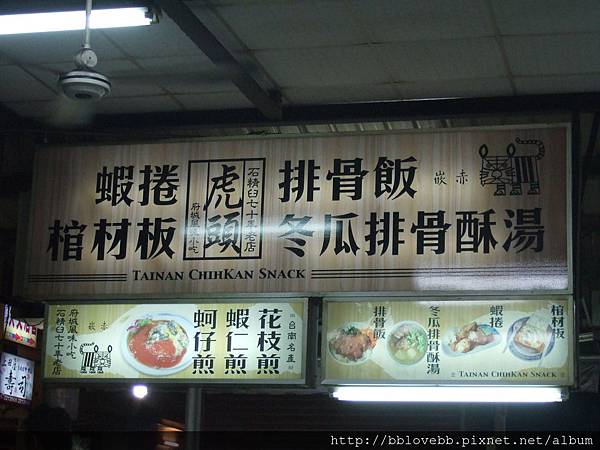 蝦捲
棺材板
虎頭
石精臼七十年老店
府城風小吃
排骨飯
冬瓜排骨酥湯
嵌赤
TAINAN CHIHKAN SNACK
府城風小吃
石精臼七十年老店
嵌赤
蚵仔煎
蝦仁煎
花枝煎
台南名產
排骨飯
冬瓜排骨酥湯
蝦捲
棺材板
TAINAN CHIHKAN SNACK
壽司
http://bblovebb.pixnet.net/album